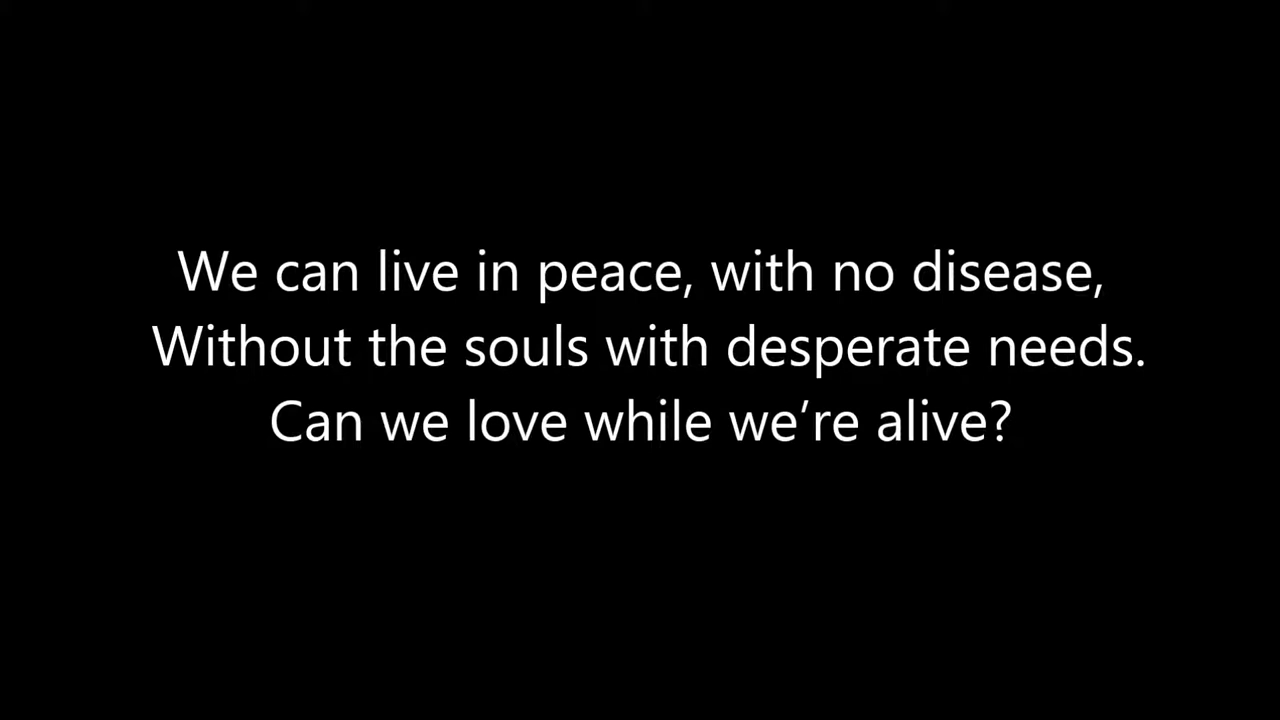 We can live in peace, with no disease,
Without the souls with desperate needs.
Can we love while we’re alive?